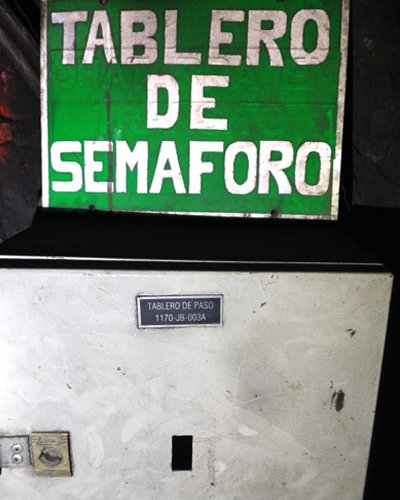 TABLERO
DE
SEMAFORO
TABLERO DE PASO
1170-JB-003A